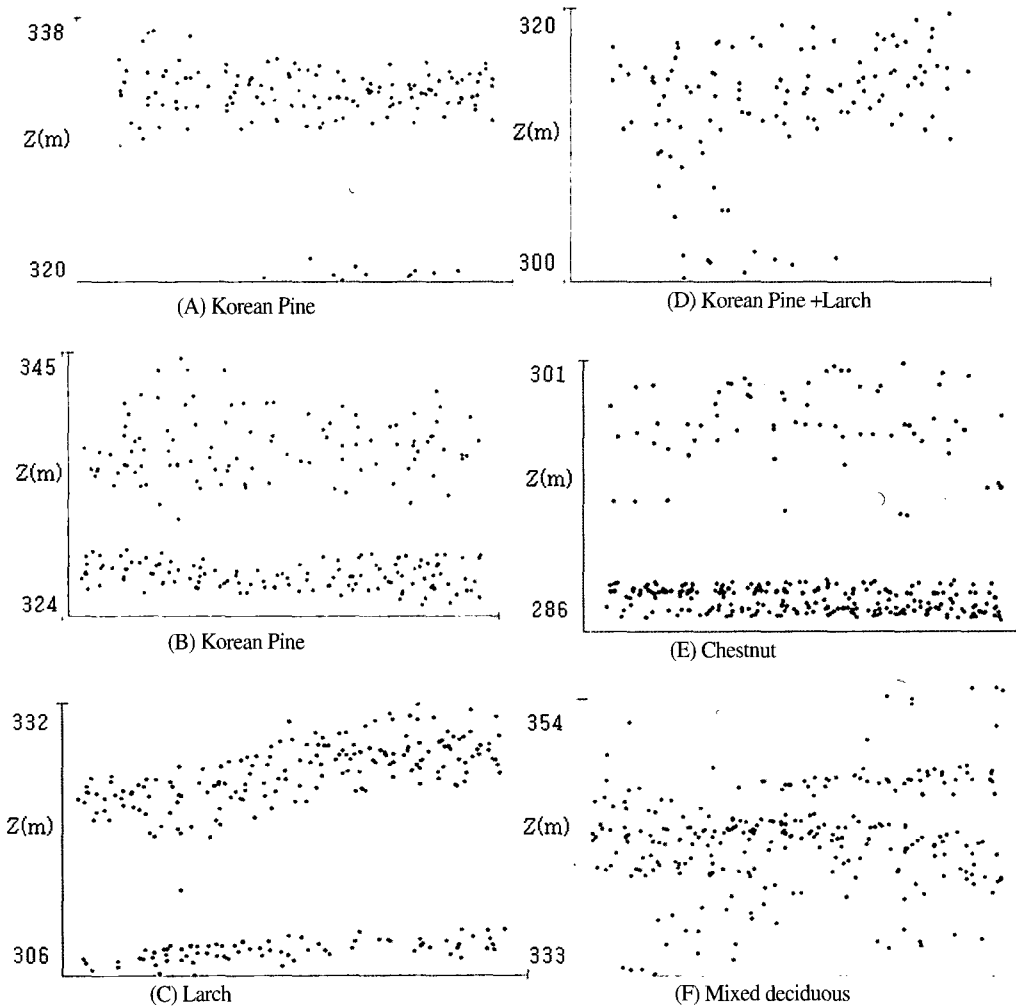 338
Z(m)
320
(A) Korean Pine
320
Z(m)
300
(D) Korean Pine +Larch
345
Z(m)
324
(B) Korean Pine
301
Z(m)
286
(E) Chestnut
332
Z(m)
306
(C) Larch
354
Z(m)
333
(F) Mixed deciduous